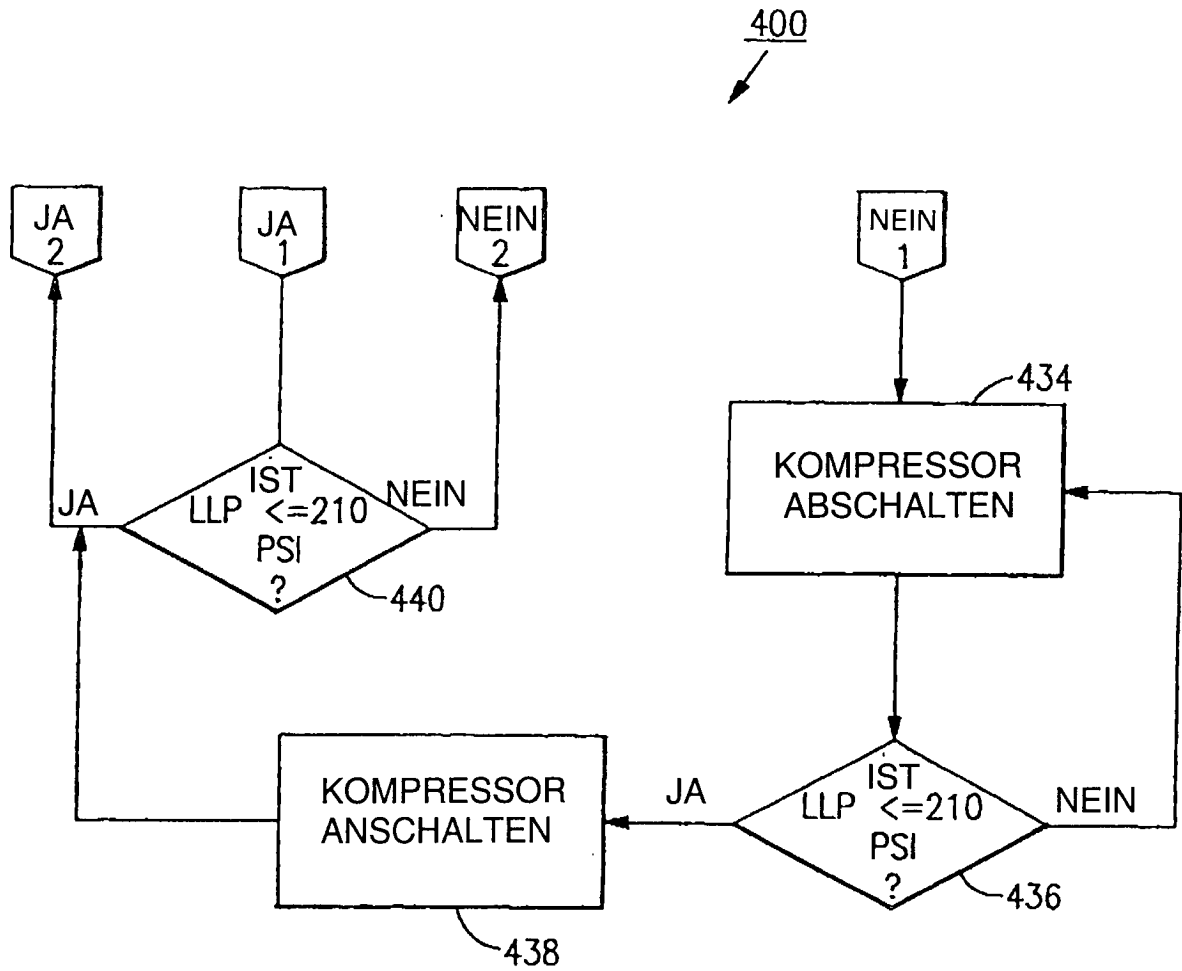 400
JA
2
JA
1
NEIN
2
NEIN
1
434
KOMPRESSOR
ABSCHALTEN
JA
IST
LLP <=210
PSI
?
NEIN
440
KOMPRESSOR
ANSCHALTEN
438
JA
IST
LLP <=210
PSI
?
NEIN
436